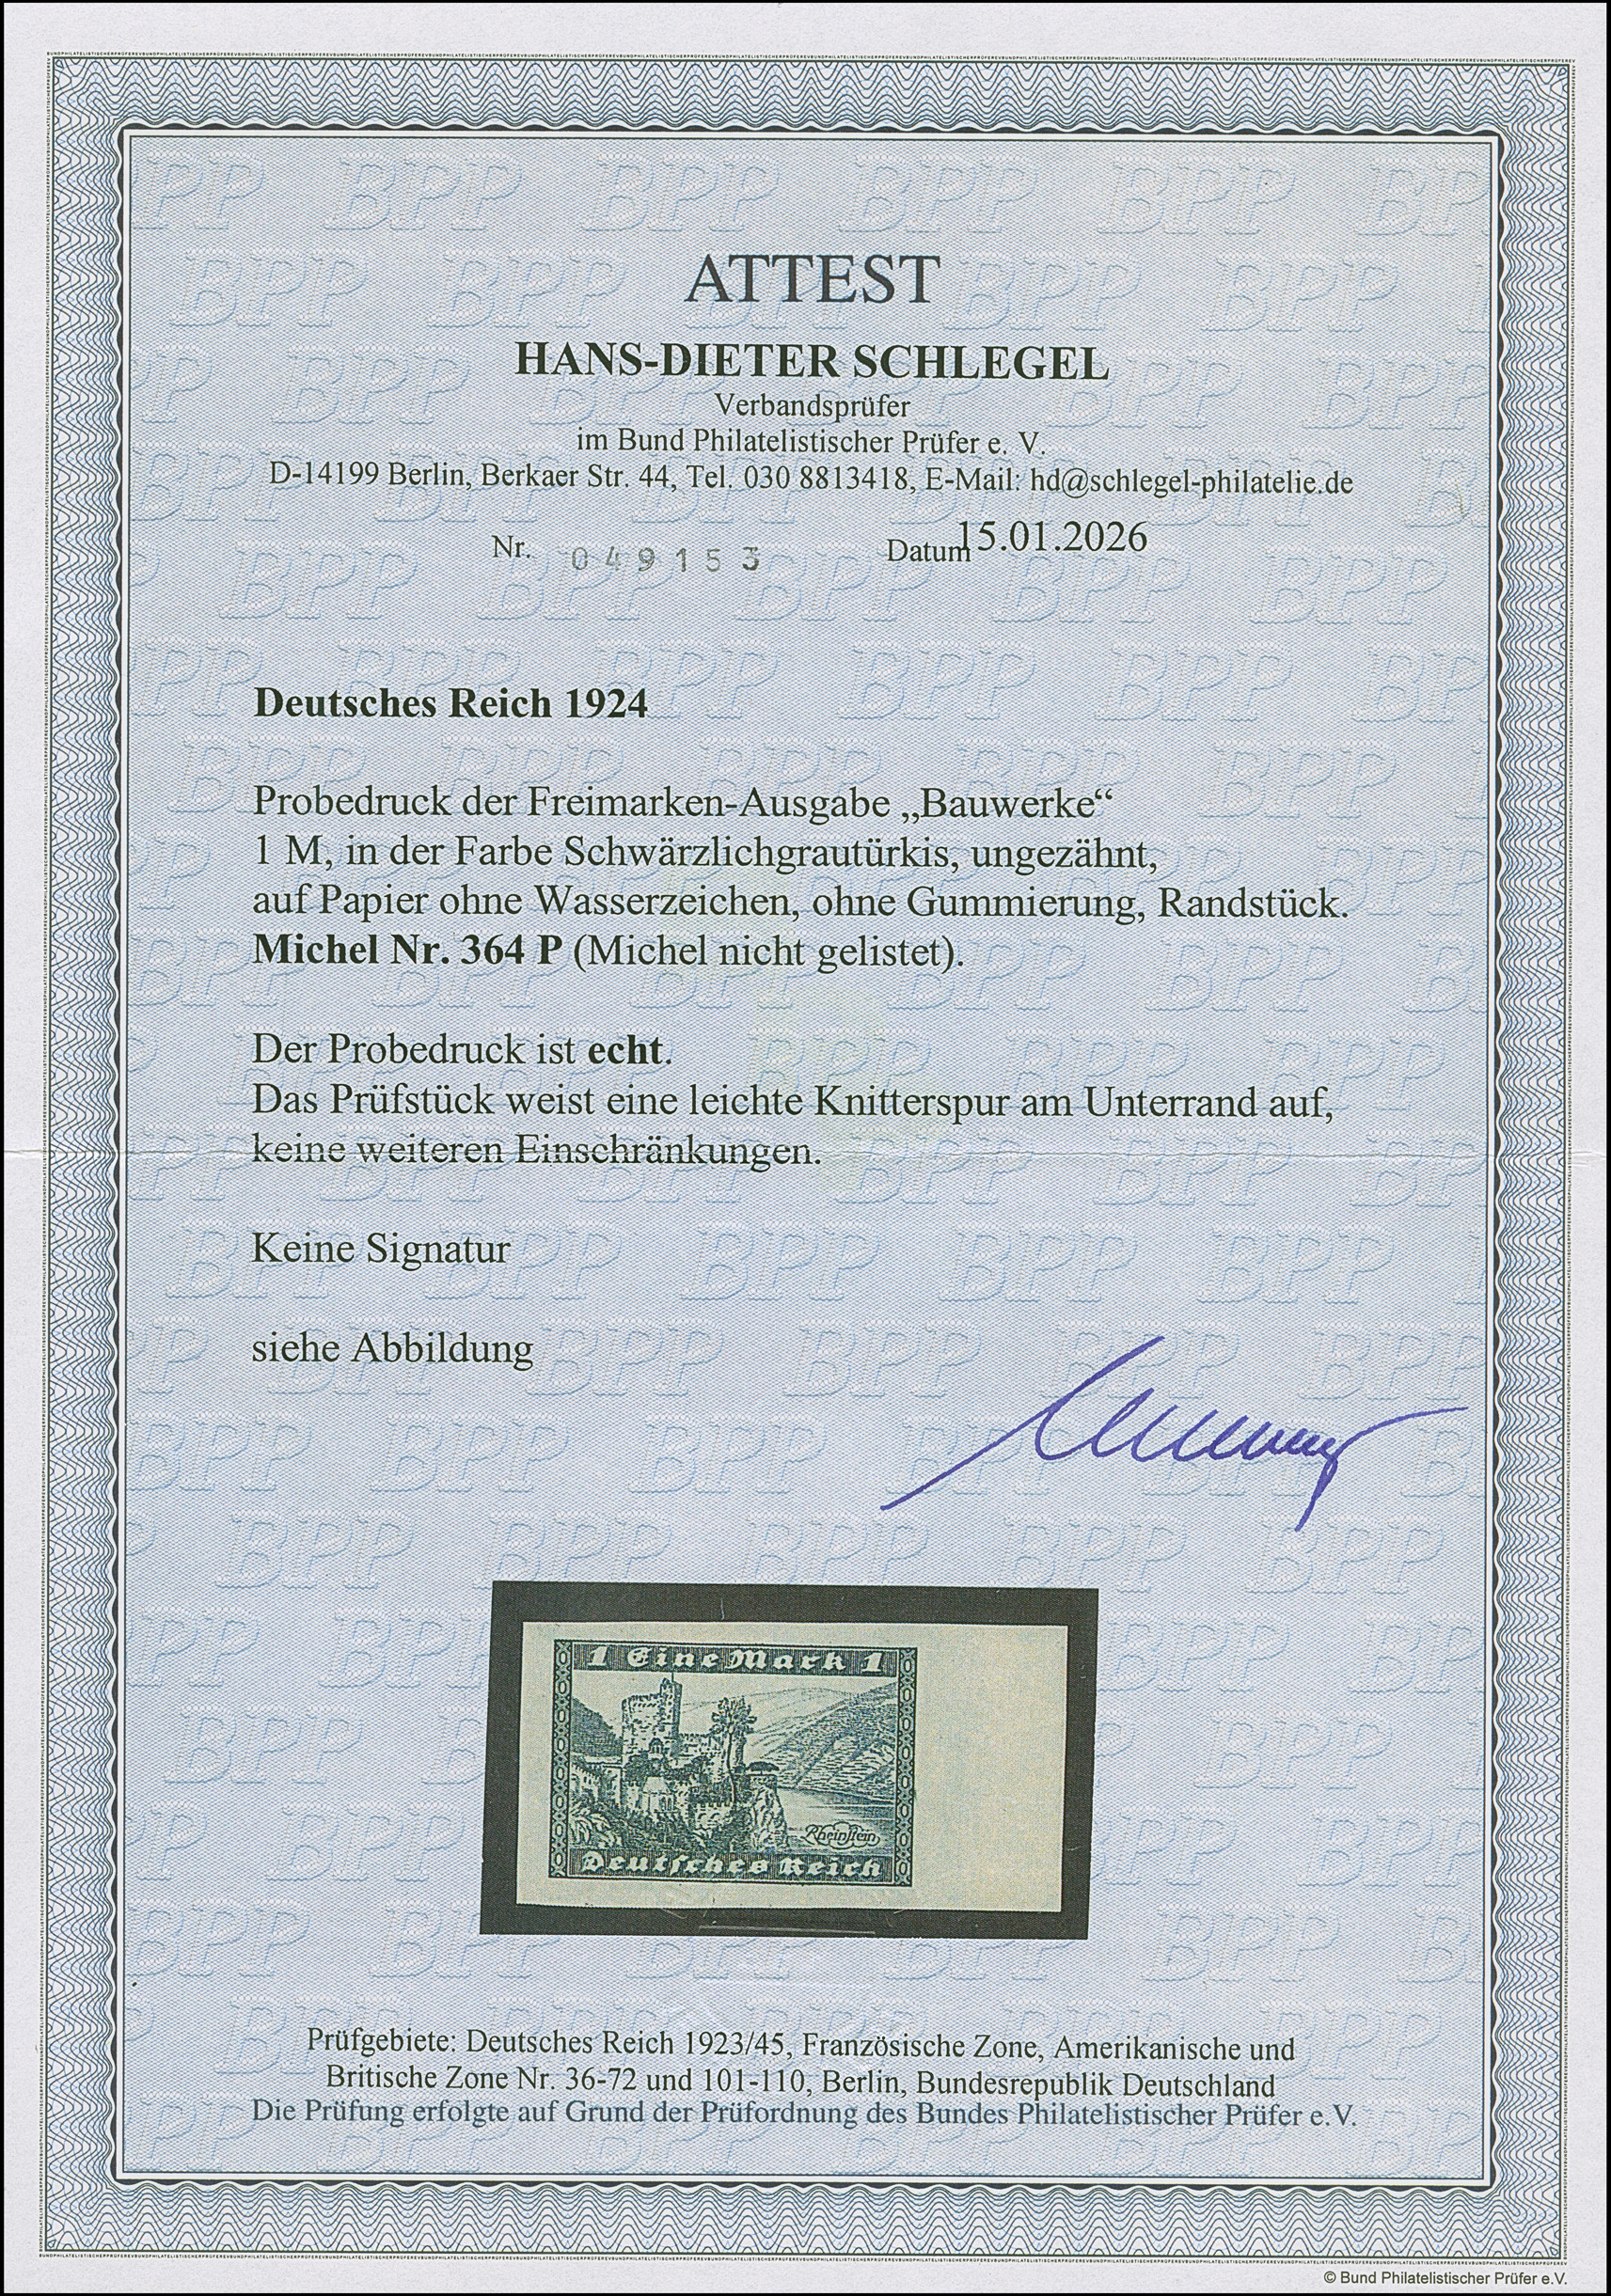 ATTEST
HANS-DIETER SCHLEGEL
Verbandsprüfer
im Bund Philatelistischer Prüfer e. V.
D-14199 Berlin, Berkaer Str. 44, Tel. 030 8813418, E-Mail: hd@schlegel-philatelie.de
Nr. 049153 Datum 15.01.2026
Deutsches Reich 1924
Probedruck der Freimarken-Ausgabe „Bauwerke“
1 M, in der Farbe Schwärzlichgrautürkis, ungezähnt,
auf Papier ohne Wasserzeichen, ohne Gummierung, Randstück.
Michel Nr. 364 P (Michel nicht gelistet).
Der Probedruck ist echt.
Das Prüfstück weist eine leichte Knitterspur am Unterrand auf,
keine weiteren Einschränkungen.
Keine Signatur
siehe Abbildung
1 Eine Mark 1
Rheinstein
Deutsches Reich
Prüfgebiete: Deutsches Reich 1923/45, Französische Zone, Amerikanische und
Britische Zone Nr. 36-72 und 101-110, Berlin, Bundesrepublik Deutschland
Die Prüfung erfolgte auf Grund der Prüfordnung des Bundes Philatelistischer Prüfer e.V.
© Bund Philatelistischer Prüfer e.V.